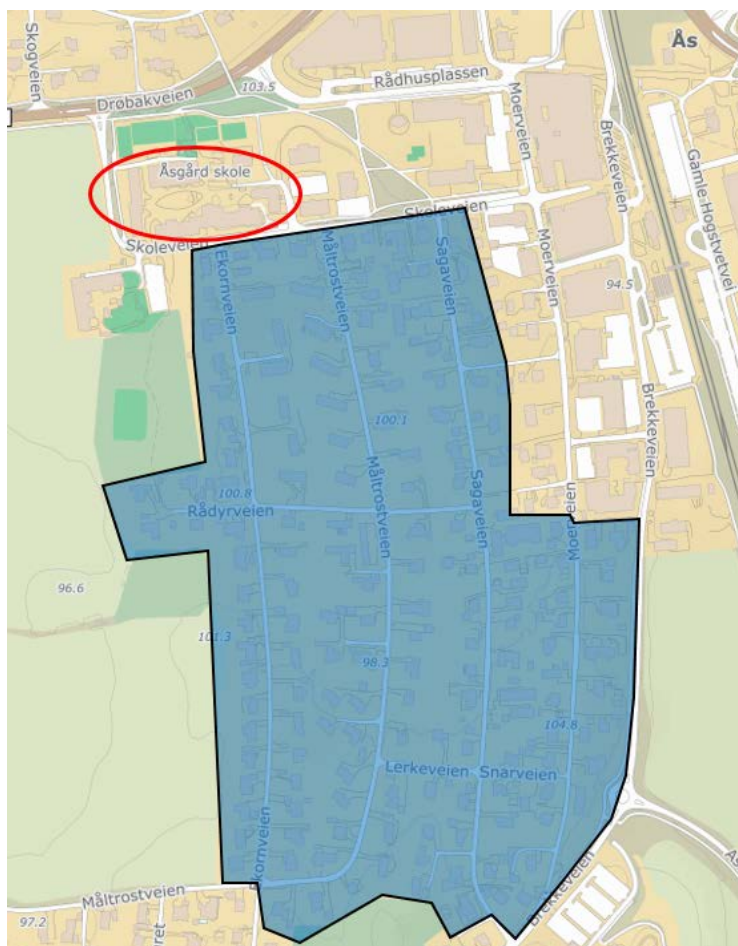 Skogveien
Ås
Rådhusplassen
Drøbakveien
103.5
Moerveien
Brekkeveien
Gamle Hogstvetvei
Åsgård skole
Skoleveien
Skoleveien
Ekornveien
Måltrostveien
Sagaveien
Moerveien
94.5
Brekkeveien
100.1
Måltrostveien
Sagaveien
100.8
Rådyrveien
Moerveien
96.6
101.3
98.3
104.8
Lerkeveien
Snarveien
Ekornveien
Måltrostveien
Brekkeveien
97.2